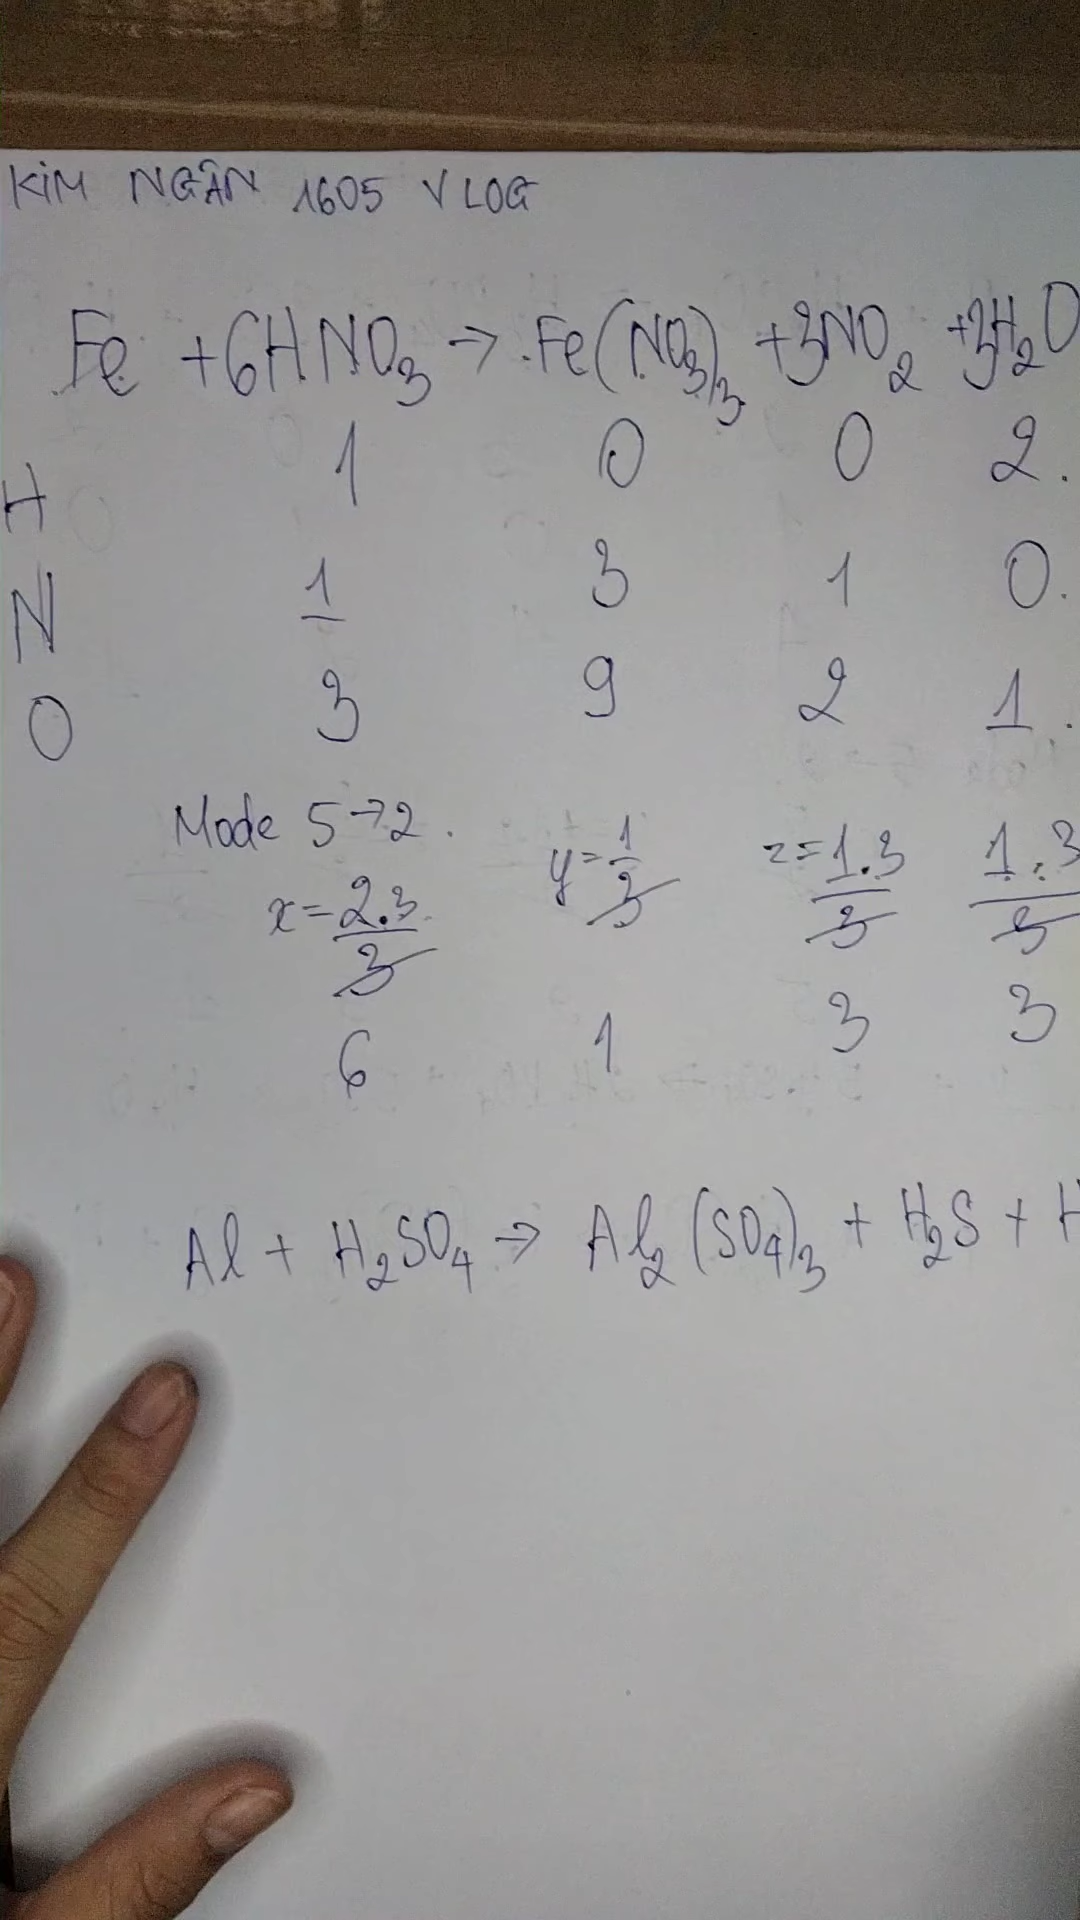 KIM NGÂN 1605 VLOG
Fe + 6HNO3 → Fe(NO3)3 + 3NO2 + 3H2O
H 1 0 0 2.
N 1 3 1 0.
O 3 9 2 1.
Mode 5→2.
x = 2.3/3 y = 1/3 z = 1.3/3 1.3/3
6 1 3 3
Al + H2SO4 → Al2(SO4)3 + H2S + H